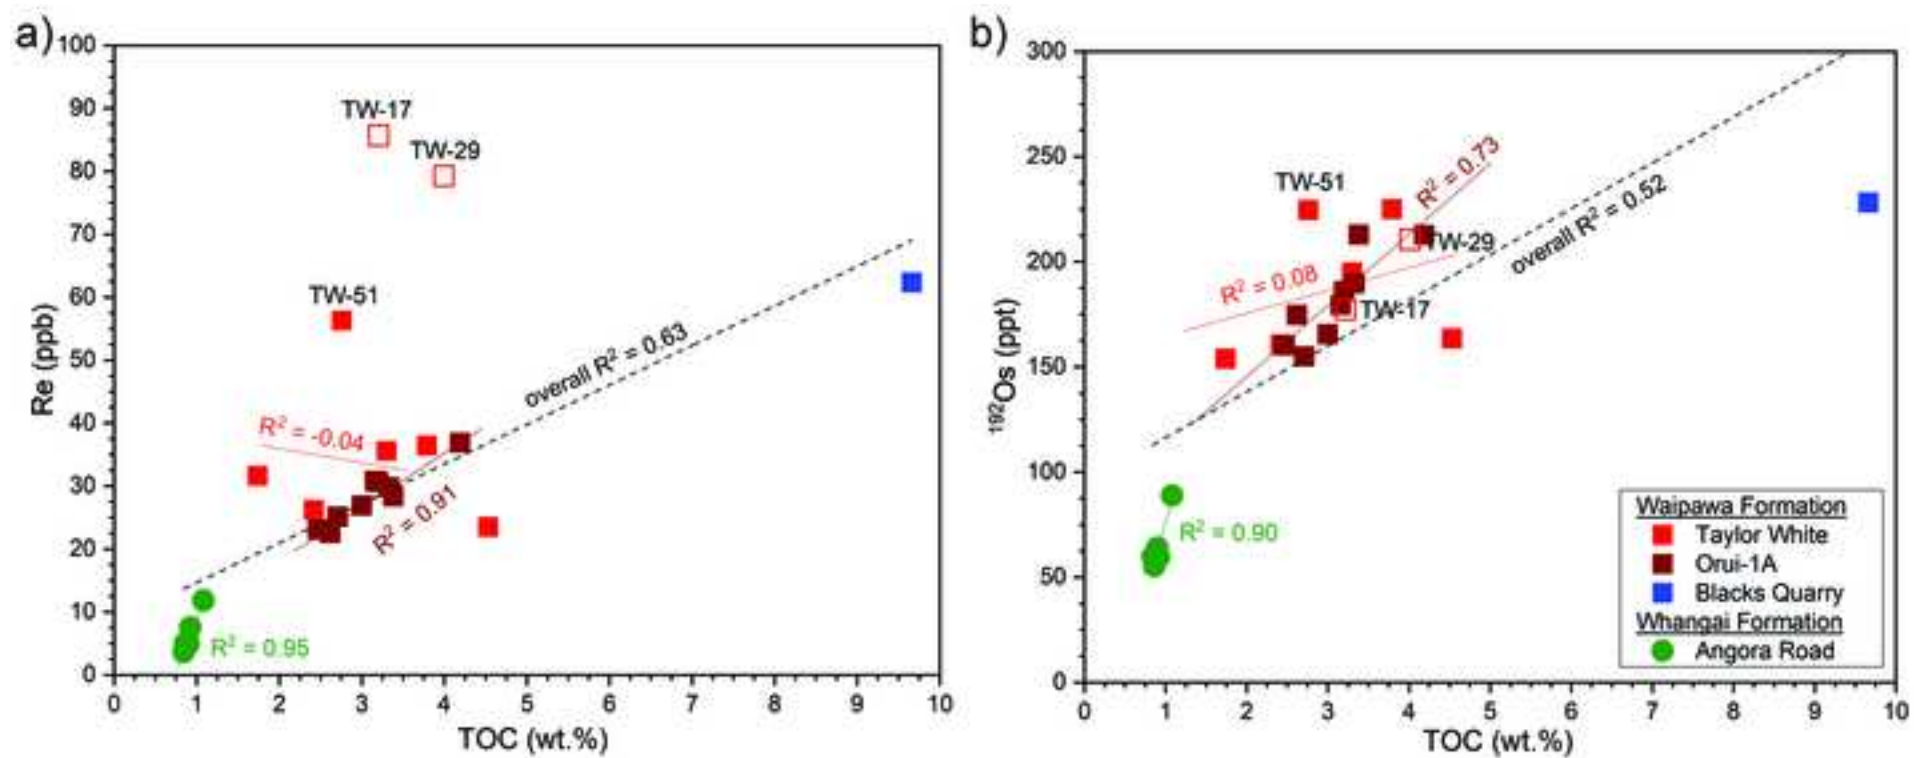 a)
100
90
80
70
60
50
40
30
20
10
0
Re (ppb)
TW-17
TW-29
TW-51
overall R² = 0.63
R² = -0.04
R² = 0.91
R² = 0.95
0 1 2 3 4 5 6 7 8 9 10
TOC (wt.%)
b)
300
250
200
150
100
50
0
¹⁹²Os (ppt)
R² = 0.73
TW-51
overall R² = 0.52
TW-29
R² = 0.08
TW-17
R² = 0.90
Waipawa Formation
Taylor White
Orui-1A
Blacks Quarry
Whangai Formation
Angora Road
0 1 2 3 4 5 6 7 8 9 10
TOC (wt.%)